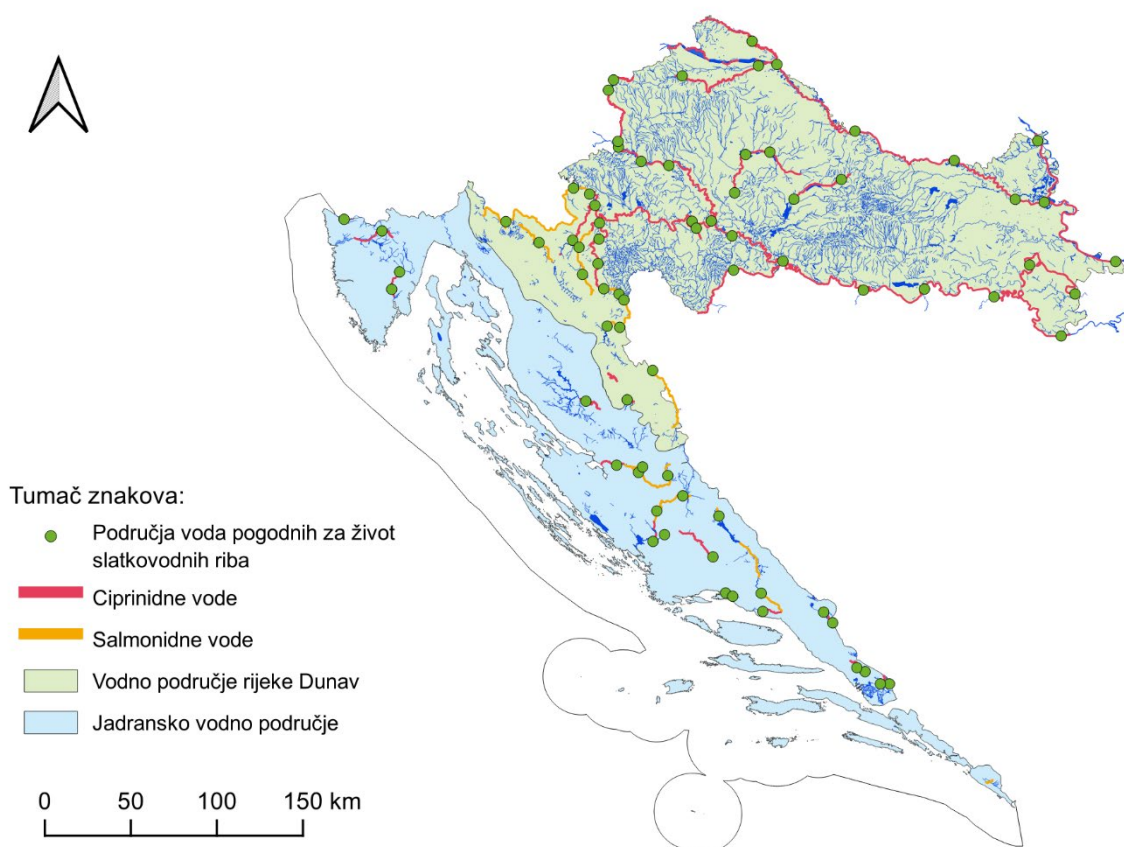 Tumač znakova:
Područja voda pogodnih za život
slatkovodnih riba
Ciprinidne vode
Salmonidne vode
Vodno područje rijeke Dunav
Jadransko vodno područje
0 50 100 150 km